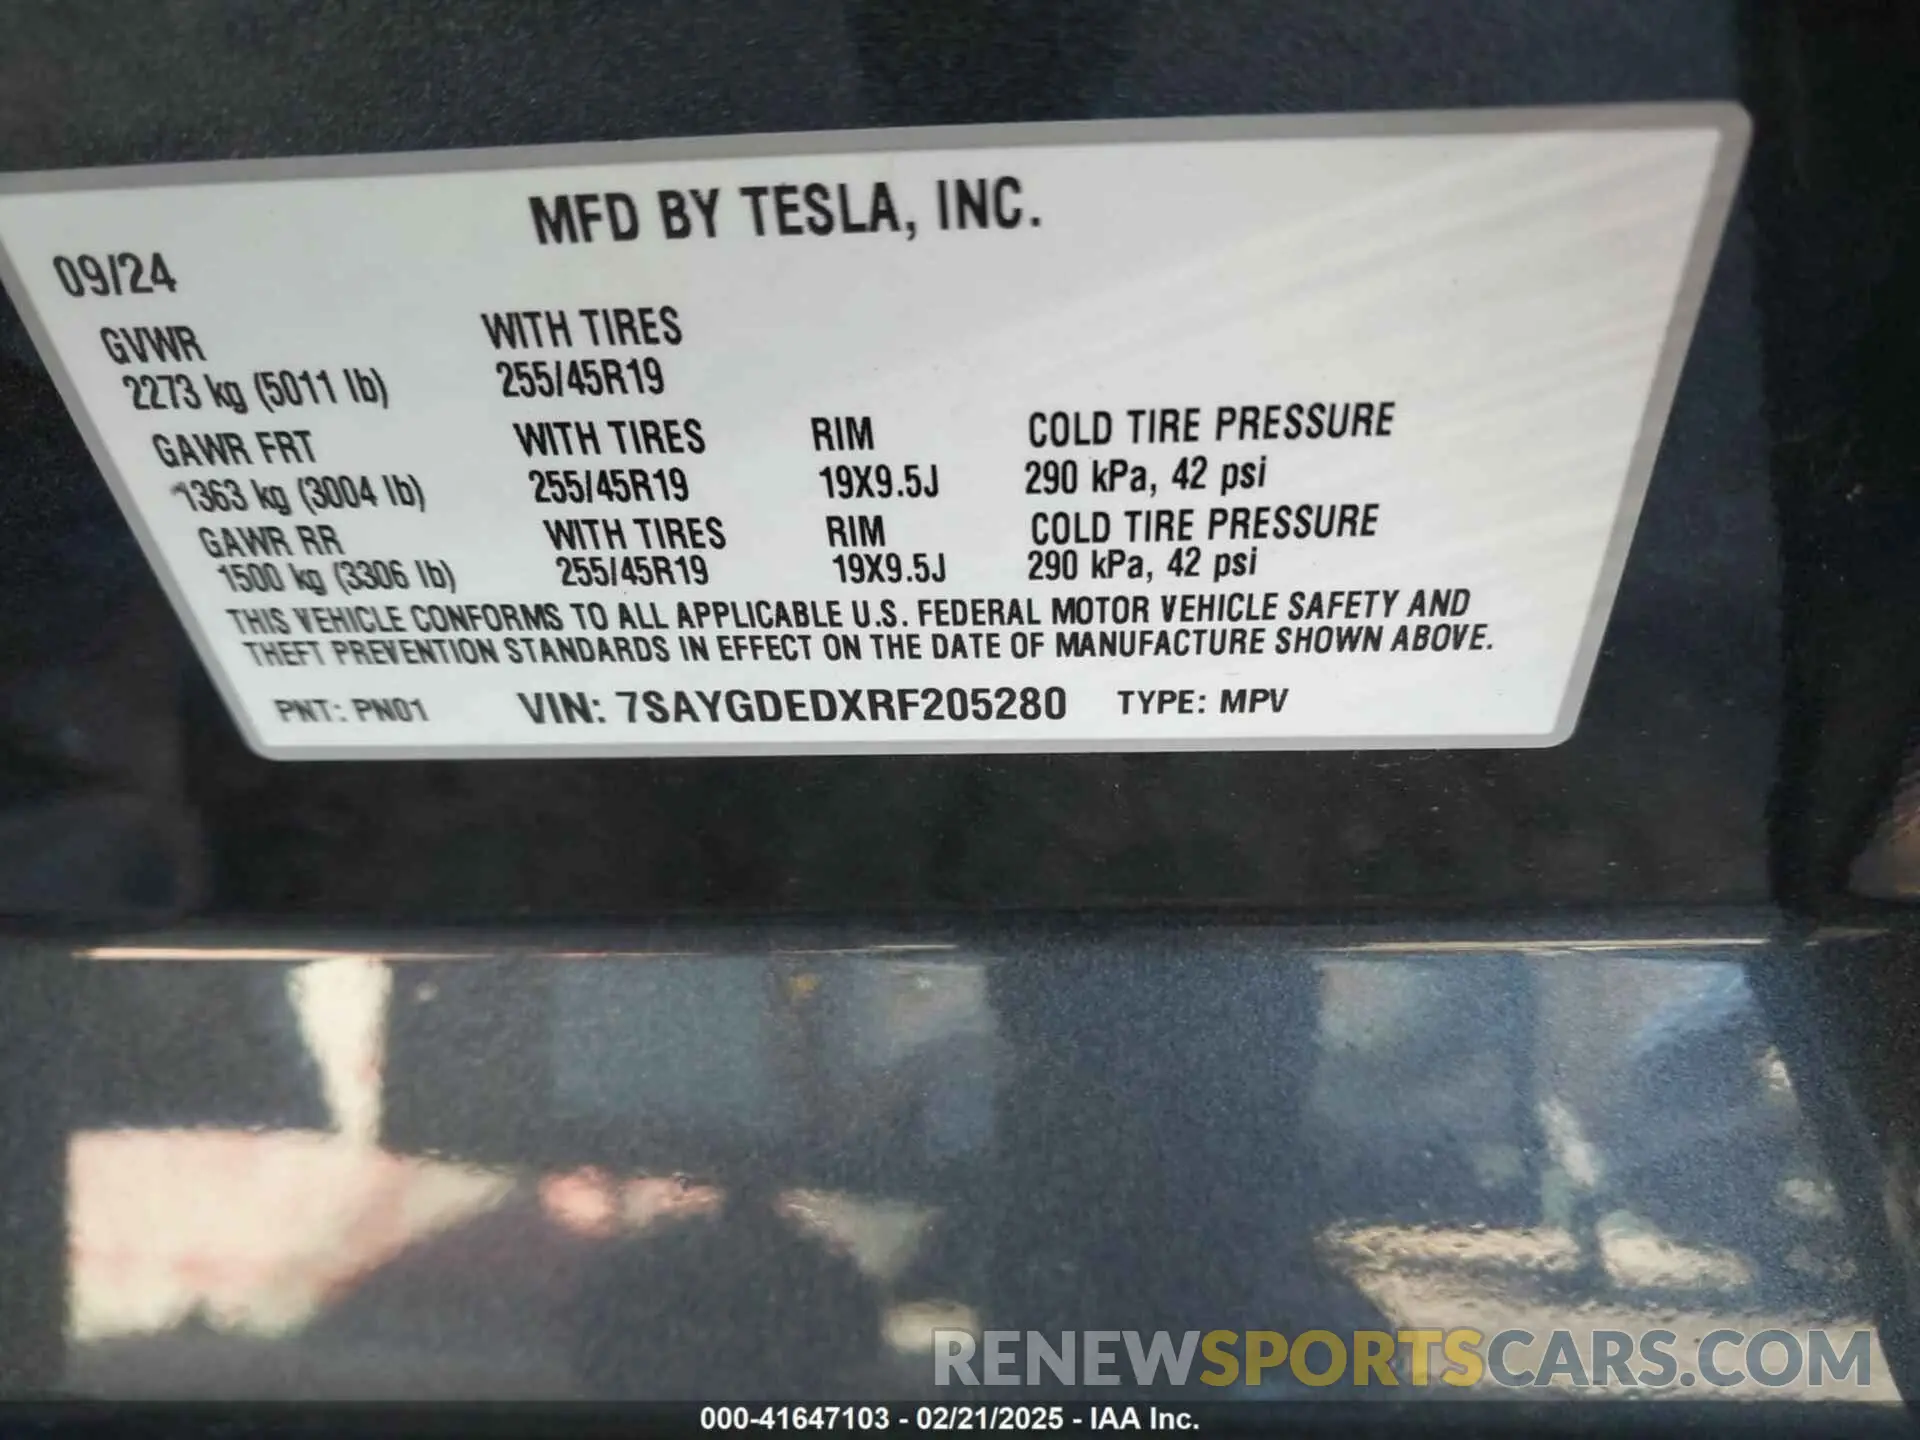 MFD BY TESLA, INC.
09/24
GVWR WITH TIRES
2273 kg (5011 lb) 255/45R19
GAWR FRT WITH TIRES RIM COLD TIRE PRESSURE
1363 kg (3004 lb) 255/45R19 19X9.5J 290 kPa, 42 psi
GAWR RR WITH TIRES RIM COLD TIRE PRESSURE
1500 kg (3306 lb) 255/45R19 19X9.5J 290 kPa, 42 psi
THIS VEHICLE CONFORMS TO ALL APPLICABLE U.S. FEDERAL MOTOR VEHICLE SAFETY AND
THEFT PREVENTION STANDARDS IN EFFECT ON THE DATE OF MANUFACTURE SHOWN ABOVE.
PNT: PN01 VIN: 7SAYGDEDXRF205280 TYPE: MPV
RENEWSPORTSCARS.COM
000-41647103 - 02/21/2025 - IAA Inc.